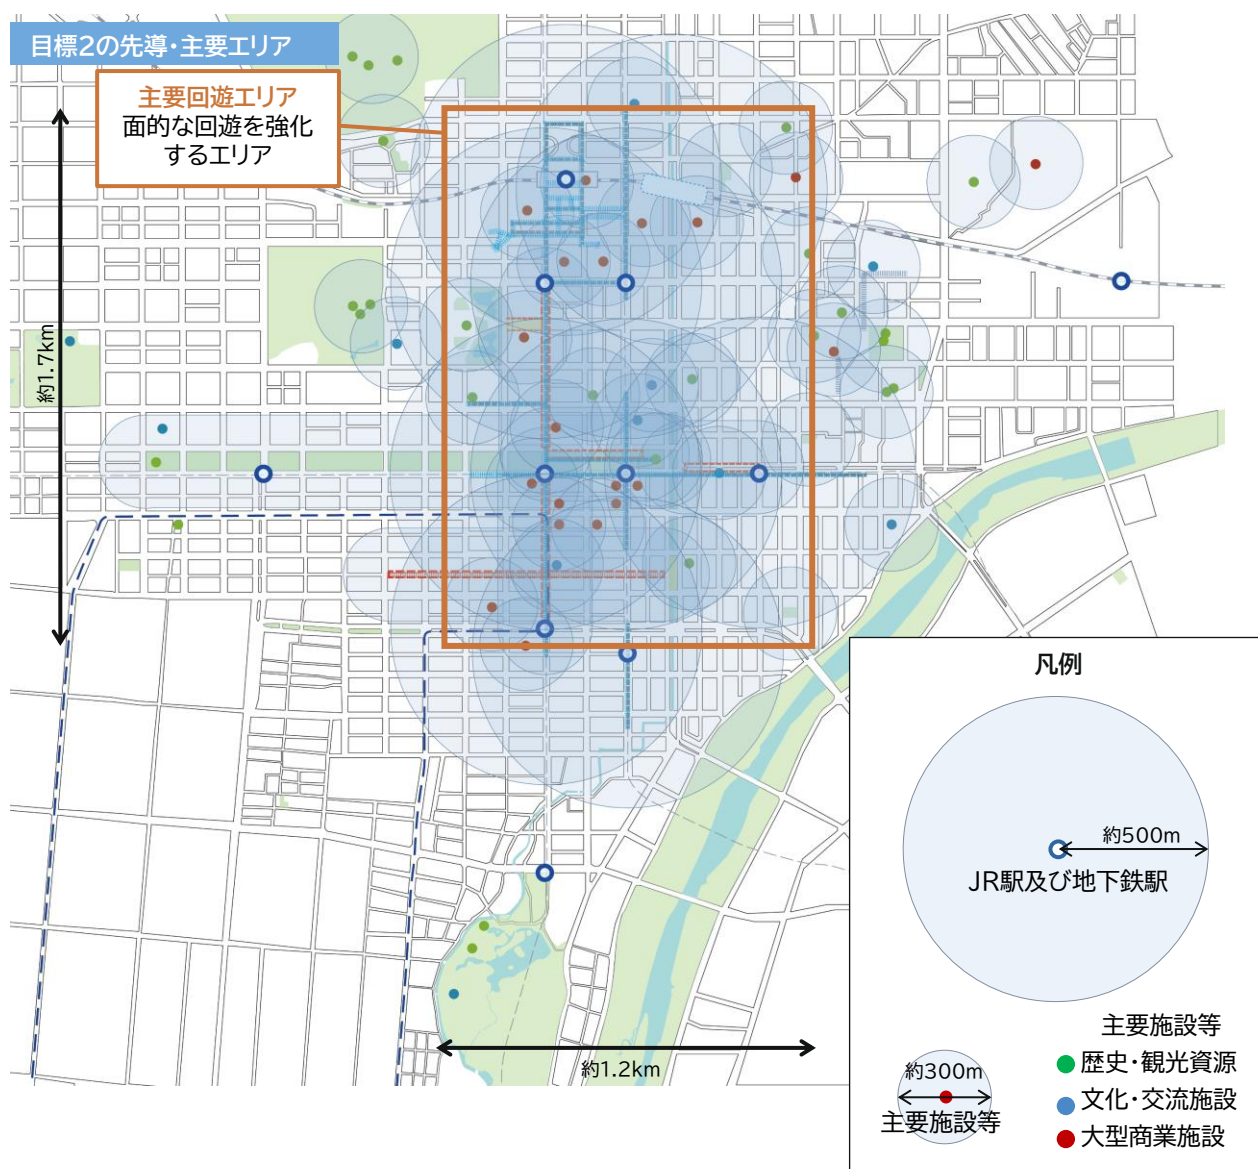 目標2の先導・主要エリア
主要回遊エリア
面的な回遊を強化
するエリア
約1.7km
約1.2km
凡例
約500m
JR駅及び地下鉄駅
主要施設等
約300m
主要施設等
歴史・観光資源
文化・交流施設
大型商業施設